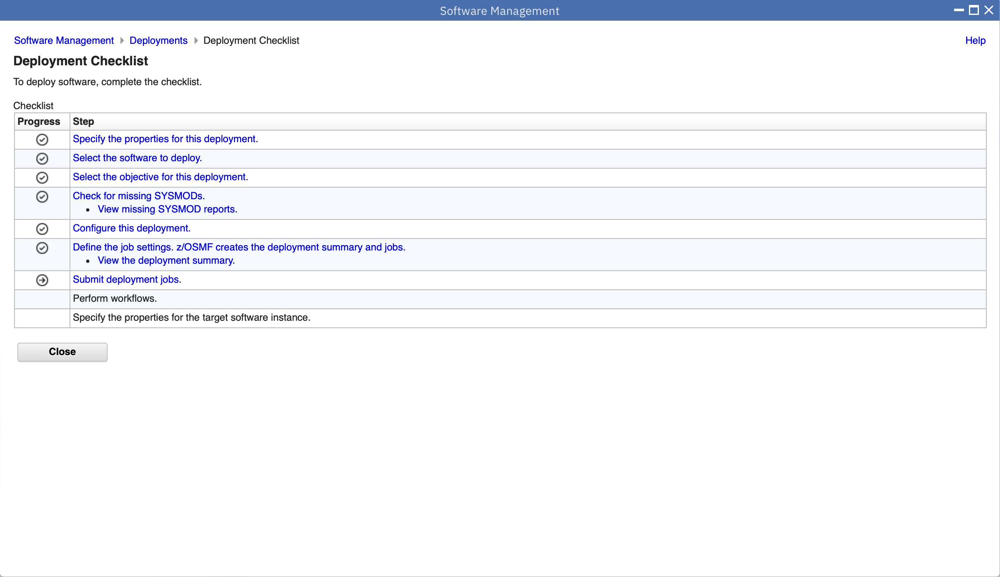 Software Management
Software Management Deployments Deployment Checklist Help
Deployment Checklist
To deploy software, complete the checklist.
Checklist
Progress Step
Specify the properties for this deployment.
Select the software to deploy.
Select the objective for this deployment.
Check for missing SYSMODs.
• View missing SYSMOD reports.
Configure this deployment.
Define the job settings. z/OSMF creates the deployment summary and jobs.
• View the deployment summary.
Submit deployment jobs.
Perform workflows.
Specify the properties for the target software instance.
Close